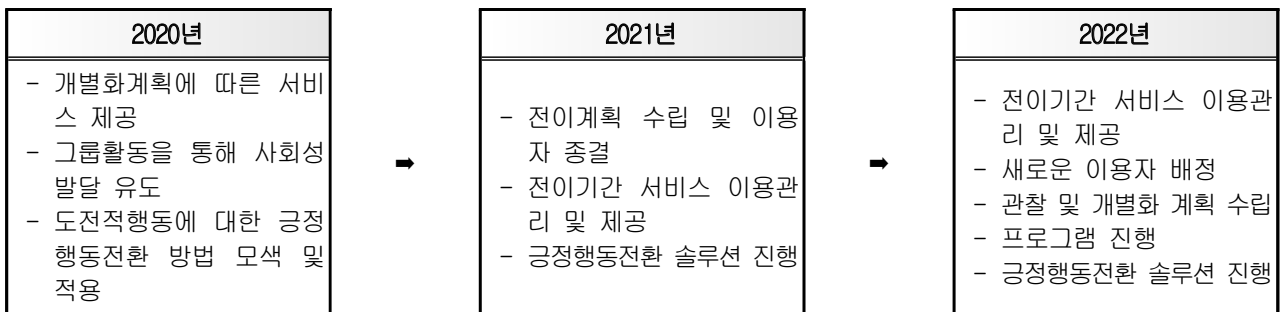 2020년
- 개별화계획에 따른 서비
스 제공
- 그룹활동을 통해 사회성
발달 유도
- 도전적행동에 대한 긍정
행동전환 방법 모색 및
적용
➡
2021년
- 전이계획 수립 및 이용
자 종결
- 전이기간 서비스 이용관
리 및 제공
- 긍정행동전환 솔루션 진행
➡
2022년
- 전이기간 서비스 이용관
리 및 제공
- 새로운 이용자 배정
- 관찰 및 개별화 계획 수립
- 프로그램 진행
- 긍정행동전환 솔루션 진행